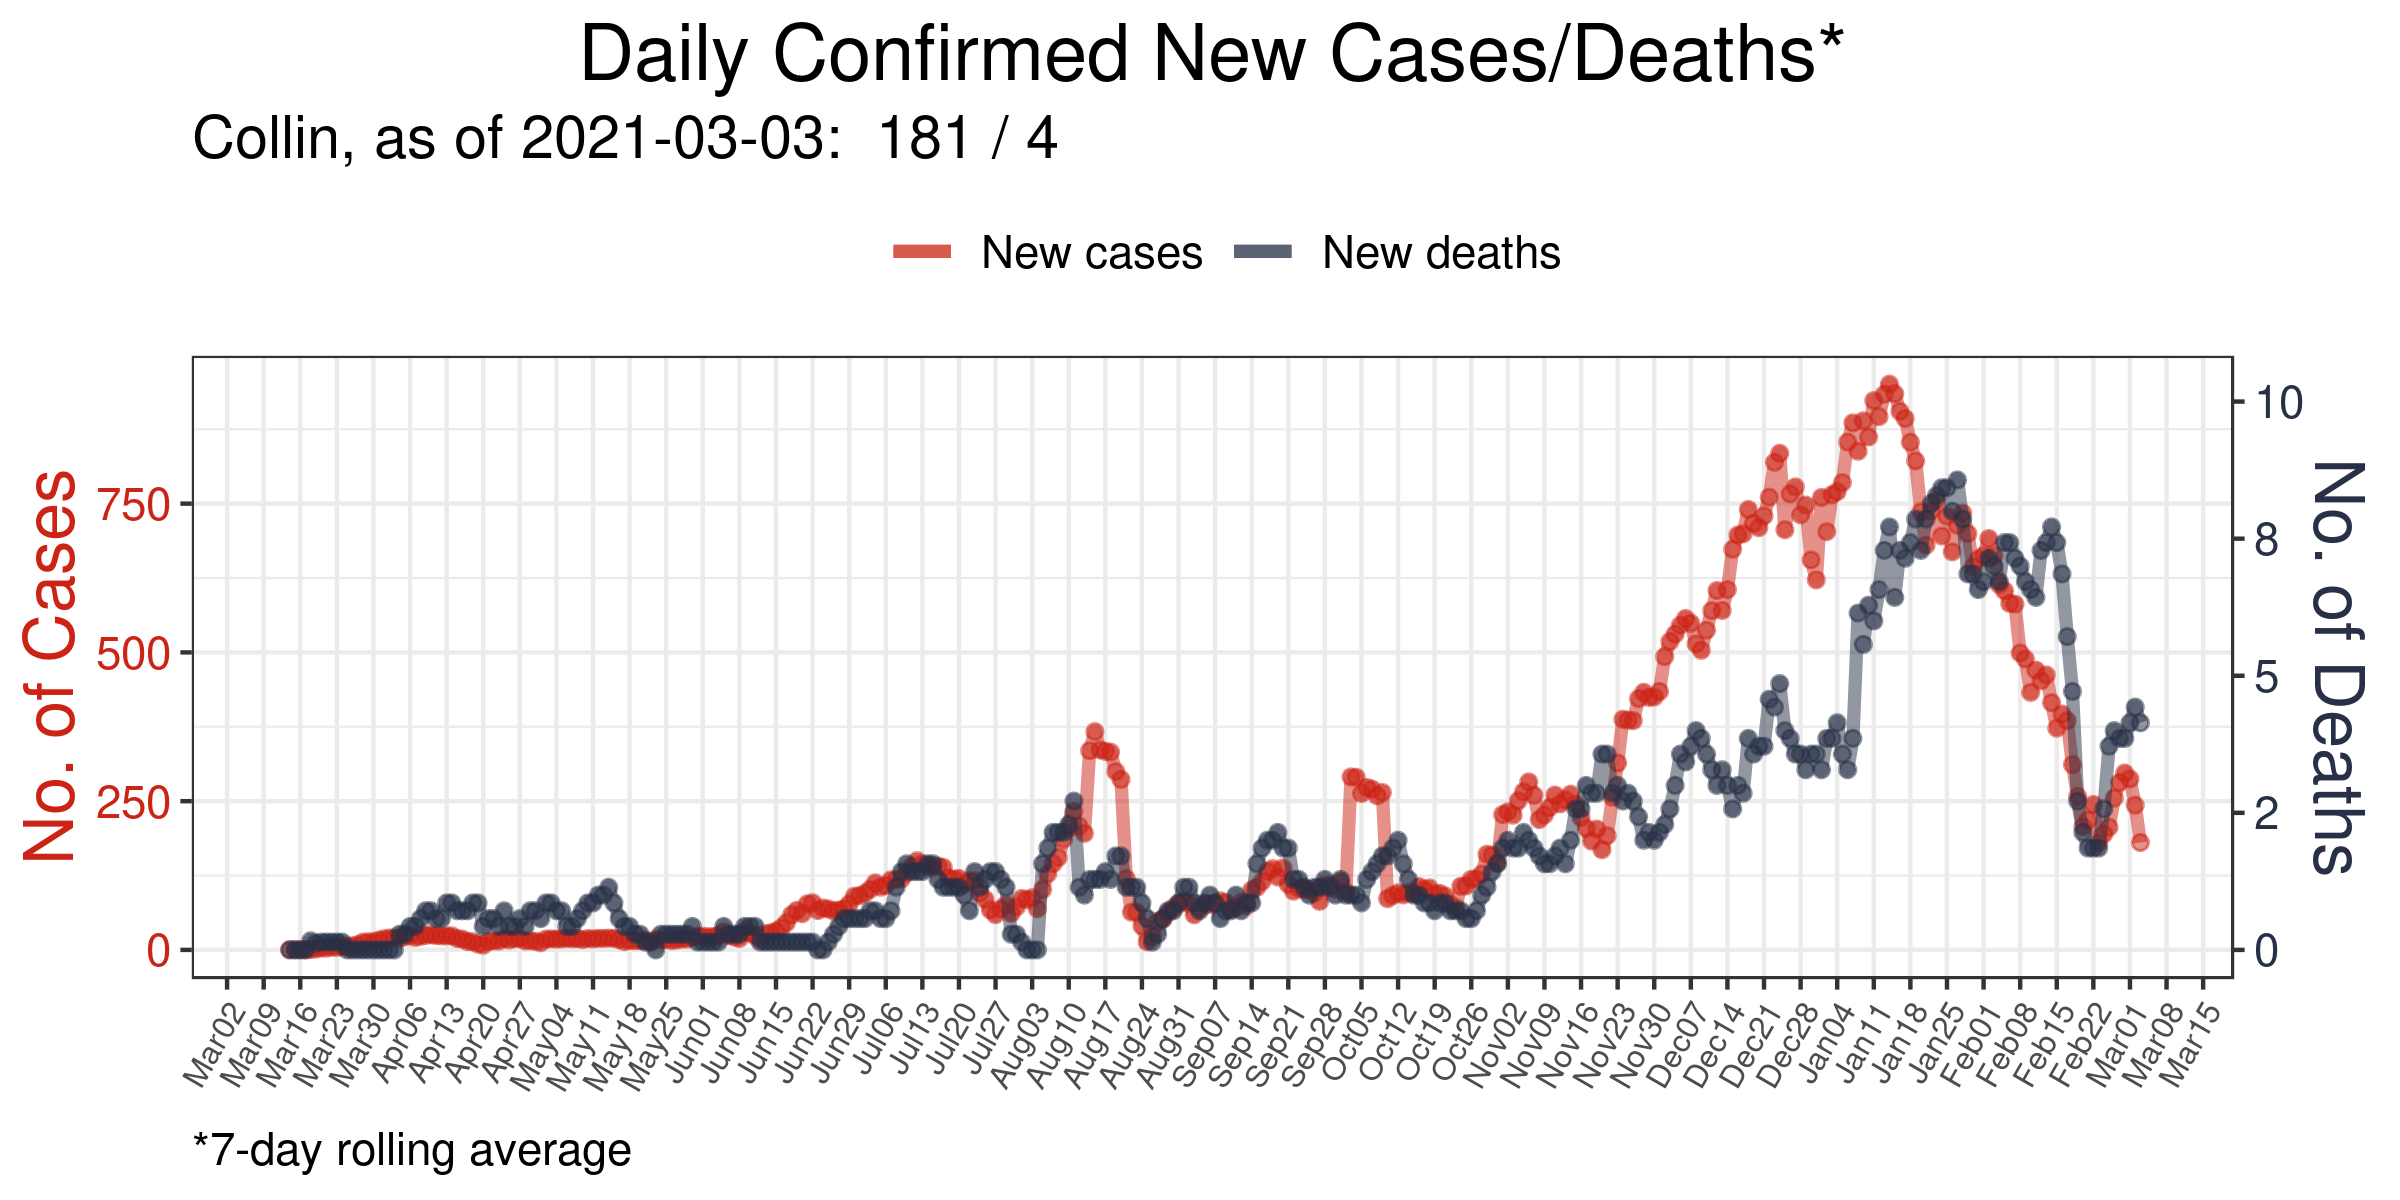 Daily Confirmed New Cases/Deaths*
Collin, as of 2021-03-03:  181 / 4
New cases
New deaths
No. of Cases
750
500
250
0
10
8
5
2
0
No. of Deaths
Mar02
Mar09
Mar16
Mar23
Mar30
Apr06
Apr13
Apr20
Apr27
May04
May11
May18
May25
Jun01
Jun08
Jun15
Jun22
Jun29
Jul06
Jul13
Jul20
Jul27
Aug03
Aug10
Aug17
Aug24
Aug31
Sep07
Sep14
Sep21
Sep28
Oct05
Oct12
Oct19
Oct26
Nov02
Nov09
Nov16
Nov23
Nov30
Dec07
Dec14
Dec21
Dec28
Jan04
Jan11
Jan18
Jan25
Feb01
Feb08
Feb15
Feb22
Mar01
Mar08
Mar15
*7-day rolling average